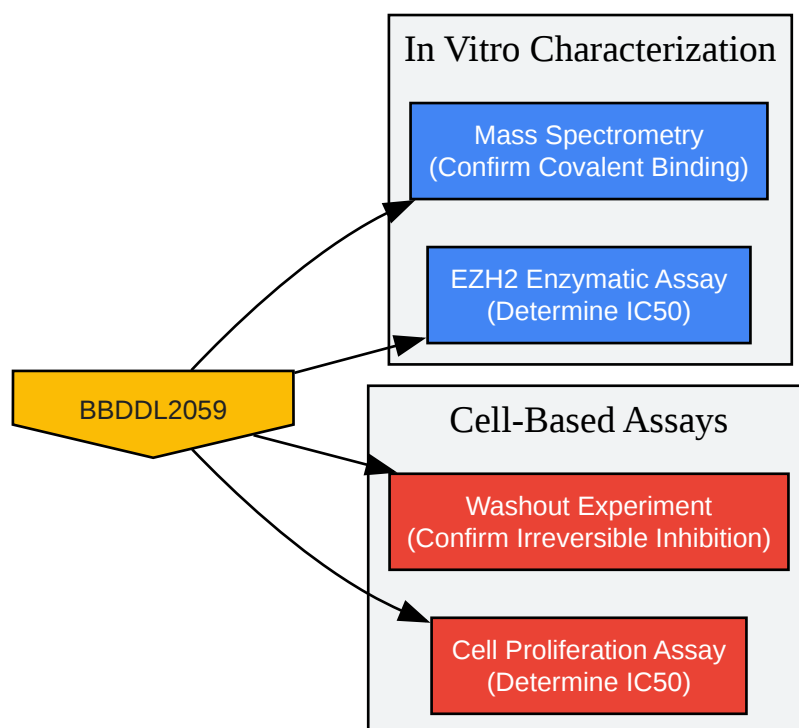 In Vitro Characterization
Mass Spectrometry
(Confirm Covalent Binding)
EZH2 Enzymatic Assay
(Determine IC50)
BBDDL2059
Cell-Based Assays
Washout Experiment
(Confirm Irreversible Inhibition)
Cell Proliferation Assay
(Determine IC50)